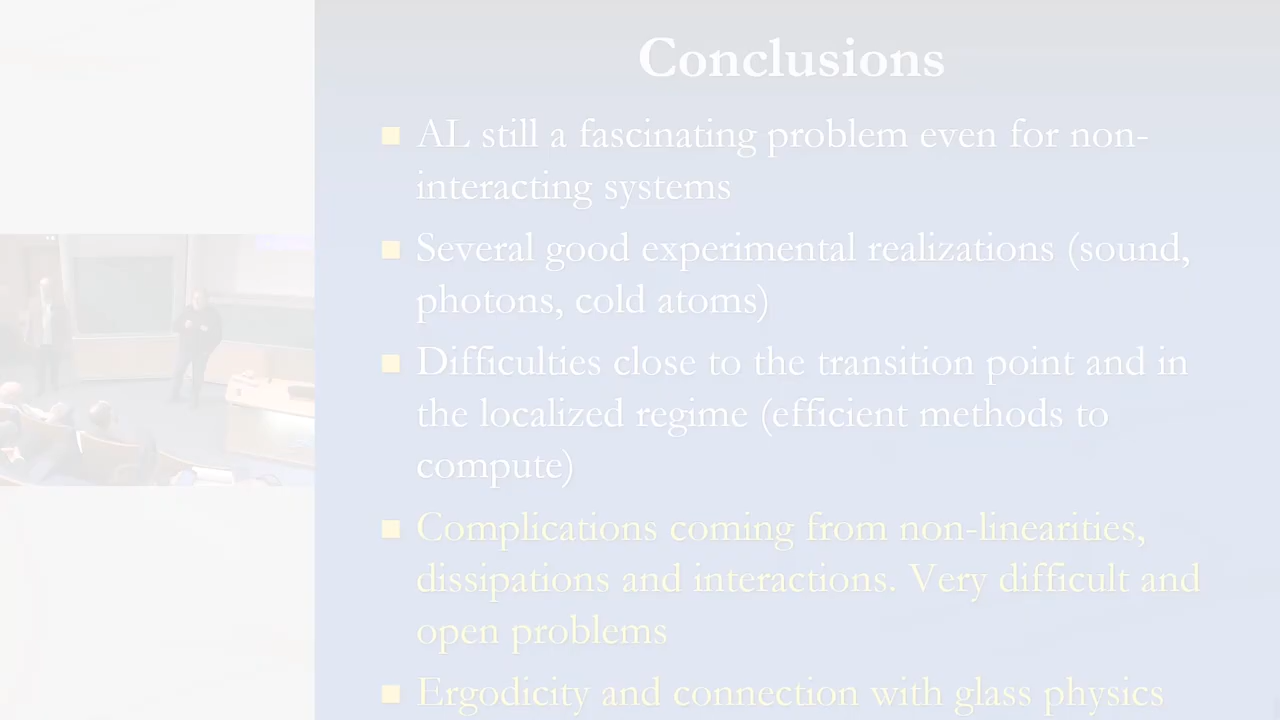 Conclusions
AL still a fascinating problem even for non-
interacting systems
Several good experimental realizations (sound,
photons, cold atoms)
Difficulties close to the transition point and in
the localized regime (efficient methods to
compute)
Complications coming from non-linearities,
dissipations and interactions. Very difficult and
open problems
Ergodicity and connection with glass physics